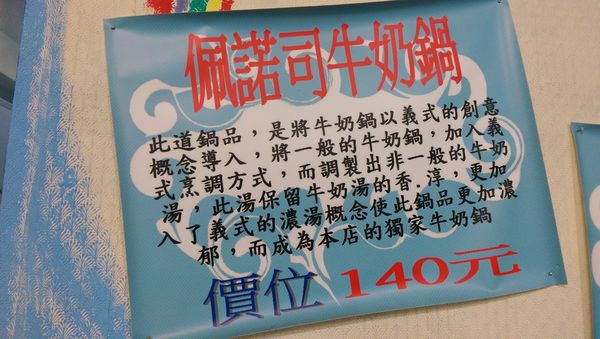 佩諾司牛奶鍋
此道鍋品，是將牛奶鍋以義式的創意
概念導入，將一般的牛奶鍋，加入義
式烹調方式，而調製出非一般的牛奶
湯，此湯保留牛奶湯的香.淳，更加
入了義式的濃湯概念使此鍋品更加濃
郁，而成為本店的獨家牛奶鍋
價位 140元